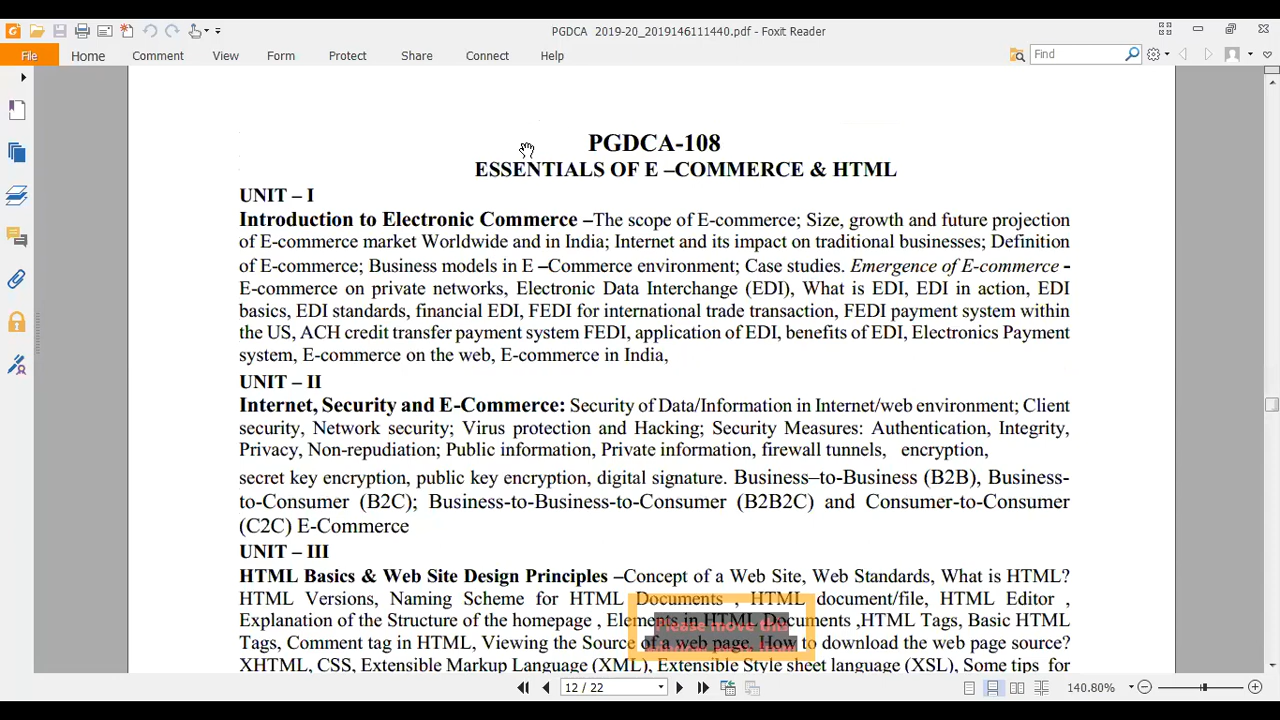 PGDCA 2019-20_2019146111440.pdf - Foxit Reader
File Home Comment View Form Protect Share Connect Help Find
PGDCA-108
ESSENTIALS OF E –COMMERCE & HTML
UNIT – I
Introduction to Electronic Commerce –The scope of E-commerce; Size, growth and future projection
of E-commerce market Worldwide and in India; Internet and its impact on traditional businesses; Definition
of E-commerce; Business models in E –Commerce environment; Case studies. Emergence of E-commerce -
E-commerce on private networks, Electronic Data Interchange (EDI), What is EDI, EDI in action, EDI
basics, EDI standards, financial EDI, FEDI for international trade transaction, FEDI payment system within
the US, ACH credit transfer payment system FEDI, application of EDI, benefits of EDI, Electronics Payment
system, E-commerce on the web, E-commerce in India,
UNIT – II
Internet, Security and E-Commerce: Security of Data/Information in Internet/web environment; Client
security, Network security; Virus protection and Hacking; Security Measures: Authentication, Integrity,
Privacy, Non-repudiation; Public information, Private information, firewall tunnels, encryption,
secret key encryption, public key encryption, digital signature. Business–to-Business (B2B), Business-
to-Consumer (B2C); Business-to-Business-to-Consumer (B2B2C) and Consumer-to-Consumer
(C2C) E-Commerce
UNIT – III
HTML Basics & Web Site Design Principles –Concept of a Web Site, Web Standards, What is HTML?
HTML Versions, Naming Scheme for HTML Documents , HTML document/file, HTML Editor ,
Explanation of the Structure of the homepage , Elements in HTML Documents ,HTML Tags, Basic HTML
Please move this
Tags, Comment tag in HTML, Viewing the Source of a web page, How to download the web page source?
XHTML, CSS, Extensible Markup Language (XML), Extensible Style sheet language (XSL), Some tips for
12 / 22 140.80%